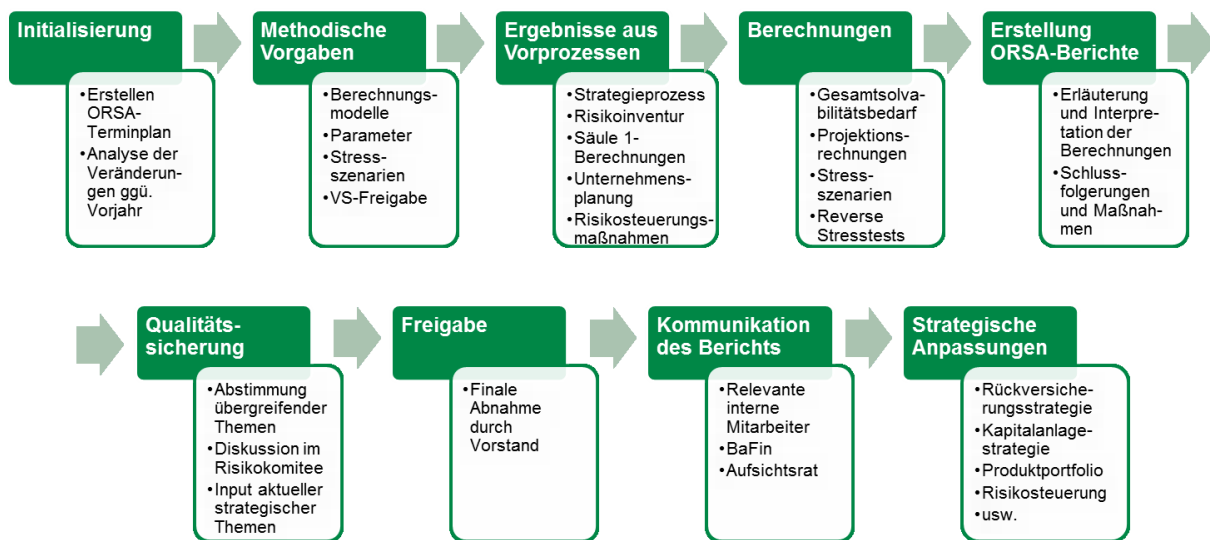 Initialisierung
•Erstellen
ORSA-
Terminplan
•Analyse der
Veränderun-
gen ggü.
Vorjahr
Methodische
Vorgaben
•Berechnungs-
modelle
•Parameter
•Stress-
szenarien
•VS-Freigabe
Ergebnisse aus
Vorprozessen
•Strategieprozess
•Risikoinventur
•Säule 1-
Berechnungen
•Unternehmens-
planung
•Risikosteuerungs-
maßnahmen
Berechnungen
•Gesamtsolva-
bilitätsbedarf
•Projektions-
rechnungen
•Stress-
szenarien
•Reverse
Stresstests
Erstellung
ORSA-Berichte
•Erläuterung
und Interpre-
tation der
Berechnungen
•Schluss-
folgerungen
und Maßnah-
men
Qualitäts-
sicherung
•Abstimmung
übergreifender
Themen
•Diskussion im
Risikokomitee
•Input aktueller
strategischer
Themen
Freigabe
•Finale
Abnahme
durch
Vorstand
Kommunikation
des Berichts
•Relevante
interne
Mitarbeiter
•BaFin
•Aufsichtsrat
Strategische
Anpassungen
•Rückversiche-
rungsstrategie
•Kapitalanlage-
strategie
•Produktportfolio
•Risikosteuerung
•usw.